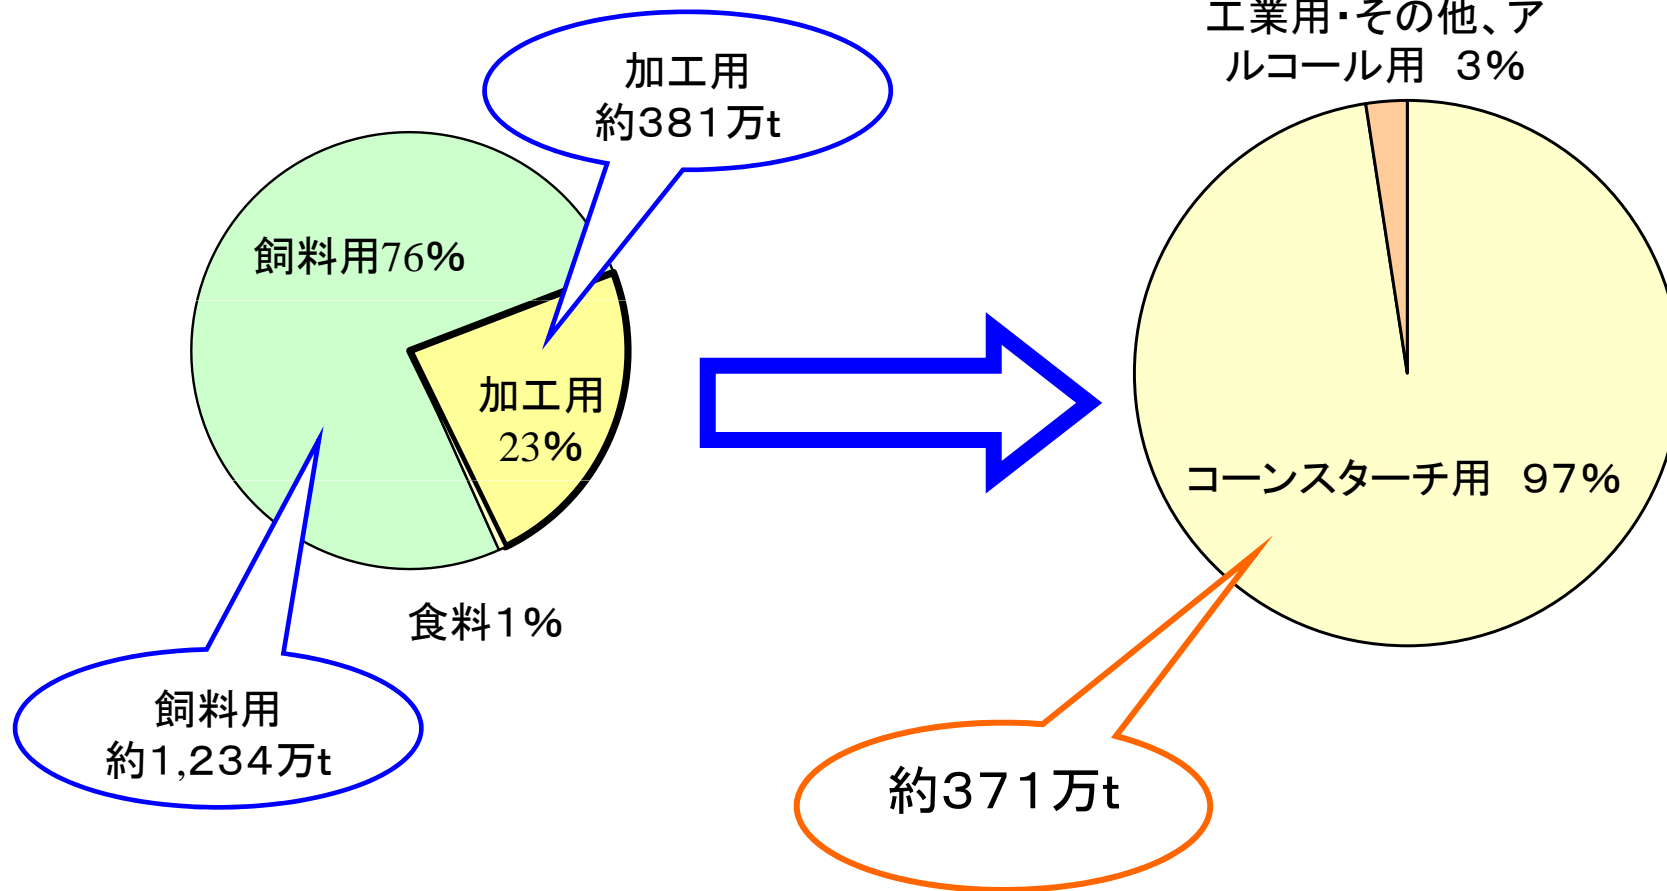 工業用・その他、ア
ルコール用　3%
加工用
約381万t
飼料用76%
加工用
23%
コーンスターチ用　97%
食料1%
飼料用
約1,234万t
約371万t